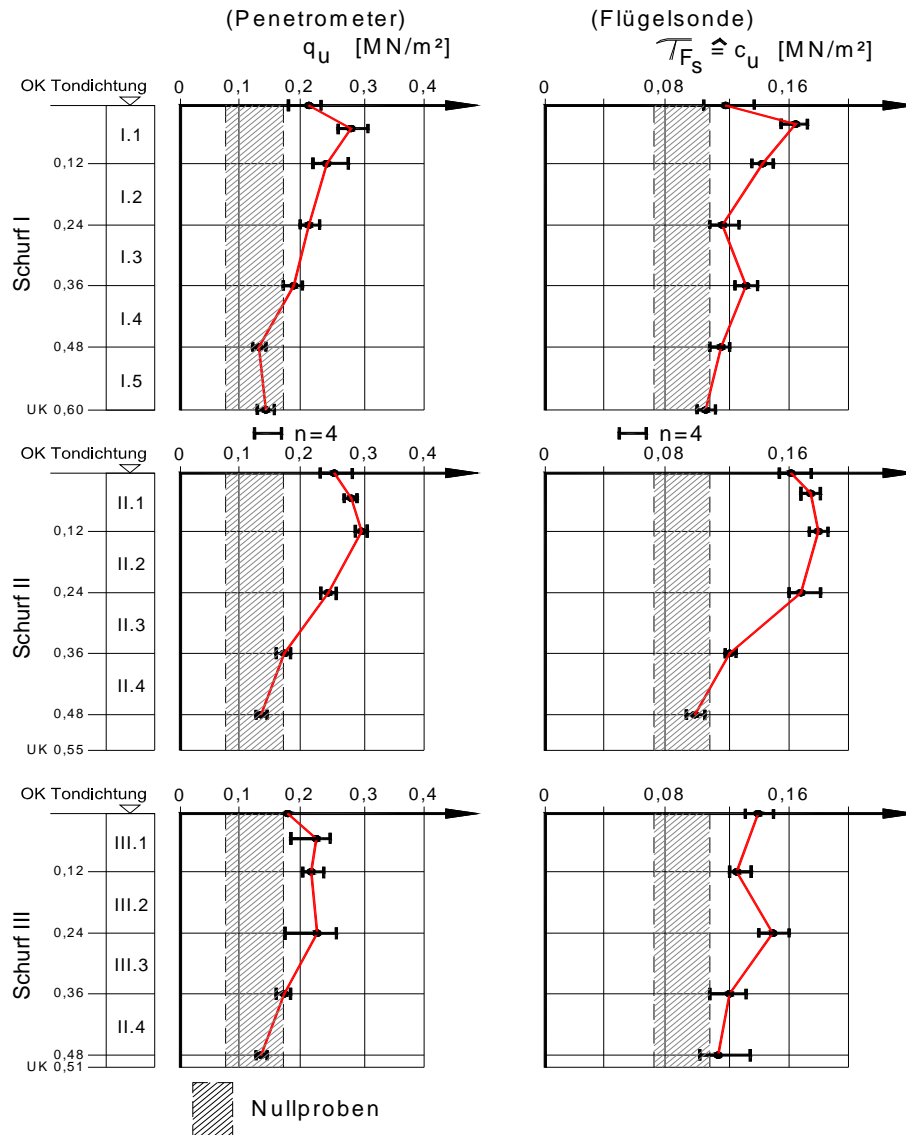 (Penetrometer)
q_u [MN/m²]
(Flügelsonde)
τ_Fs ≙ c_u [MN/m²]
OK Tondichtung
0 0,1 0,2 0,3 0,4
0 0,08 0,16
Schurf I
I.1
0,12
I.2
0,24
I.3
0,36
I.4
0,48
I.5
UK 0,60
n=4
n=4
OK Tondichtung
0 0,1 0,2 0,3 0,4
0 0,08 0,16
Schurf II
II.1
0,12
II.2
0,24
II.3
0,36
II.4
0,48
UK 0,55
OK Tondichtung
0 0,1 0,2 0,3 0,4
0 0,08 0,16
Schurf III
III.1
0,12
III.2
0,24
III.3
0,36
II.4
0,48
UK 0,51
Nullproben